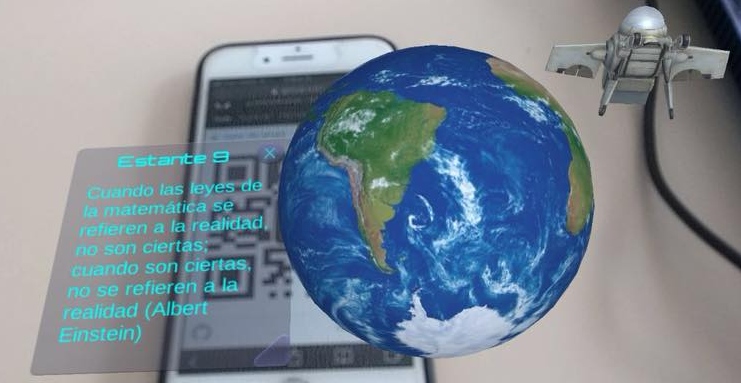 Estante 9
X
Cuando las leyes de
la matemática se
refieren a la realidad,
no son ciertas;
cuando son ciertas,
no se refieren a la
realidad (Albert
Einstein)